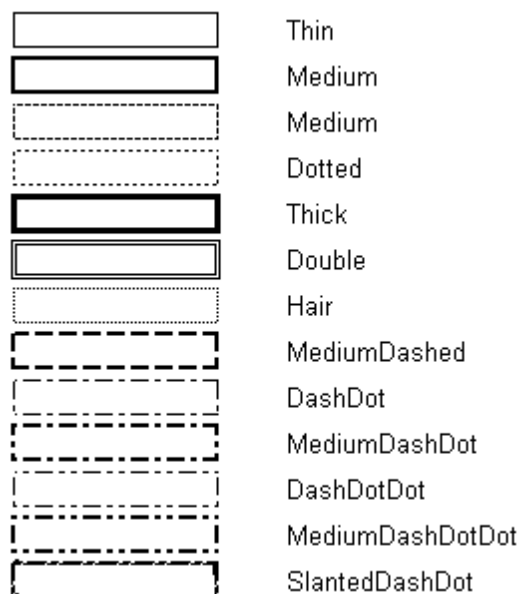 Thin
Medium
Medium
Dotted
Thick
Double
Hair
MediumDashed
DashDot
MediumDashDot
DashDotDot
MediumDashDotDot
SlantedDashDot